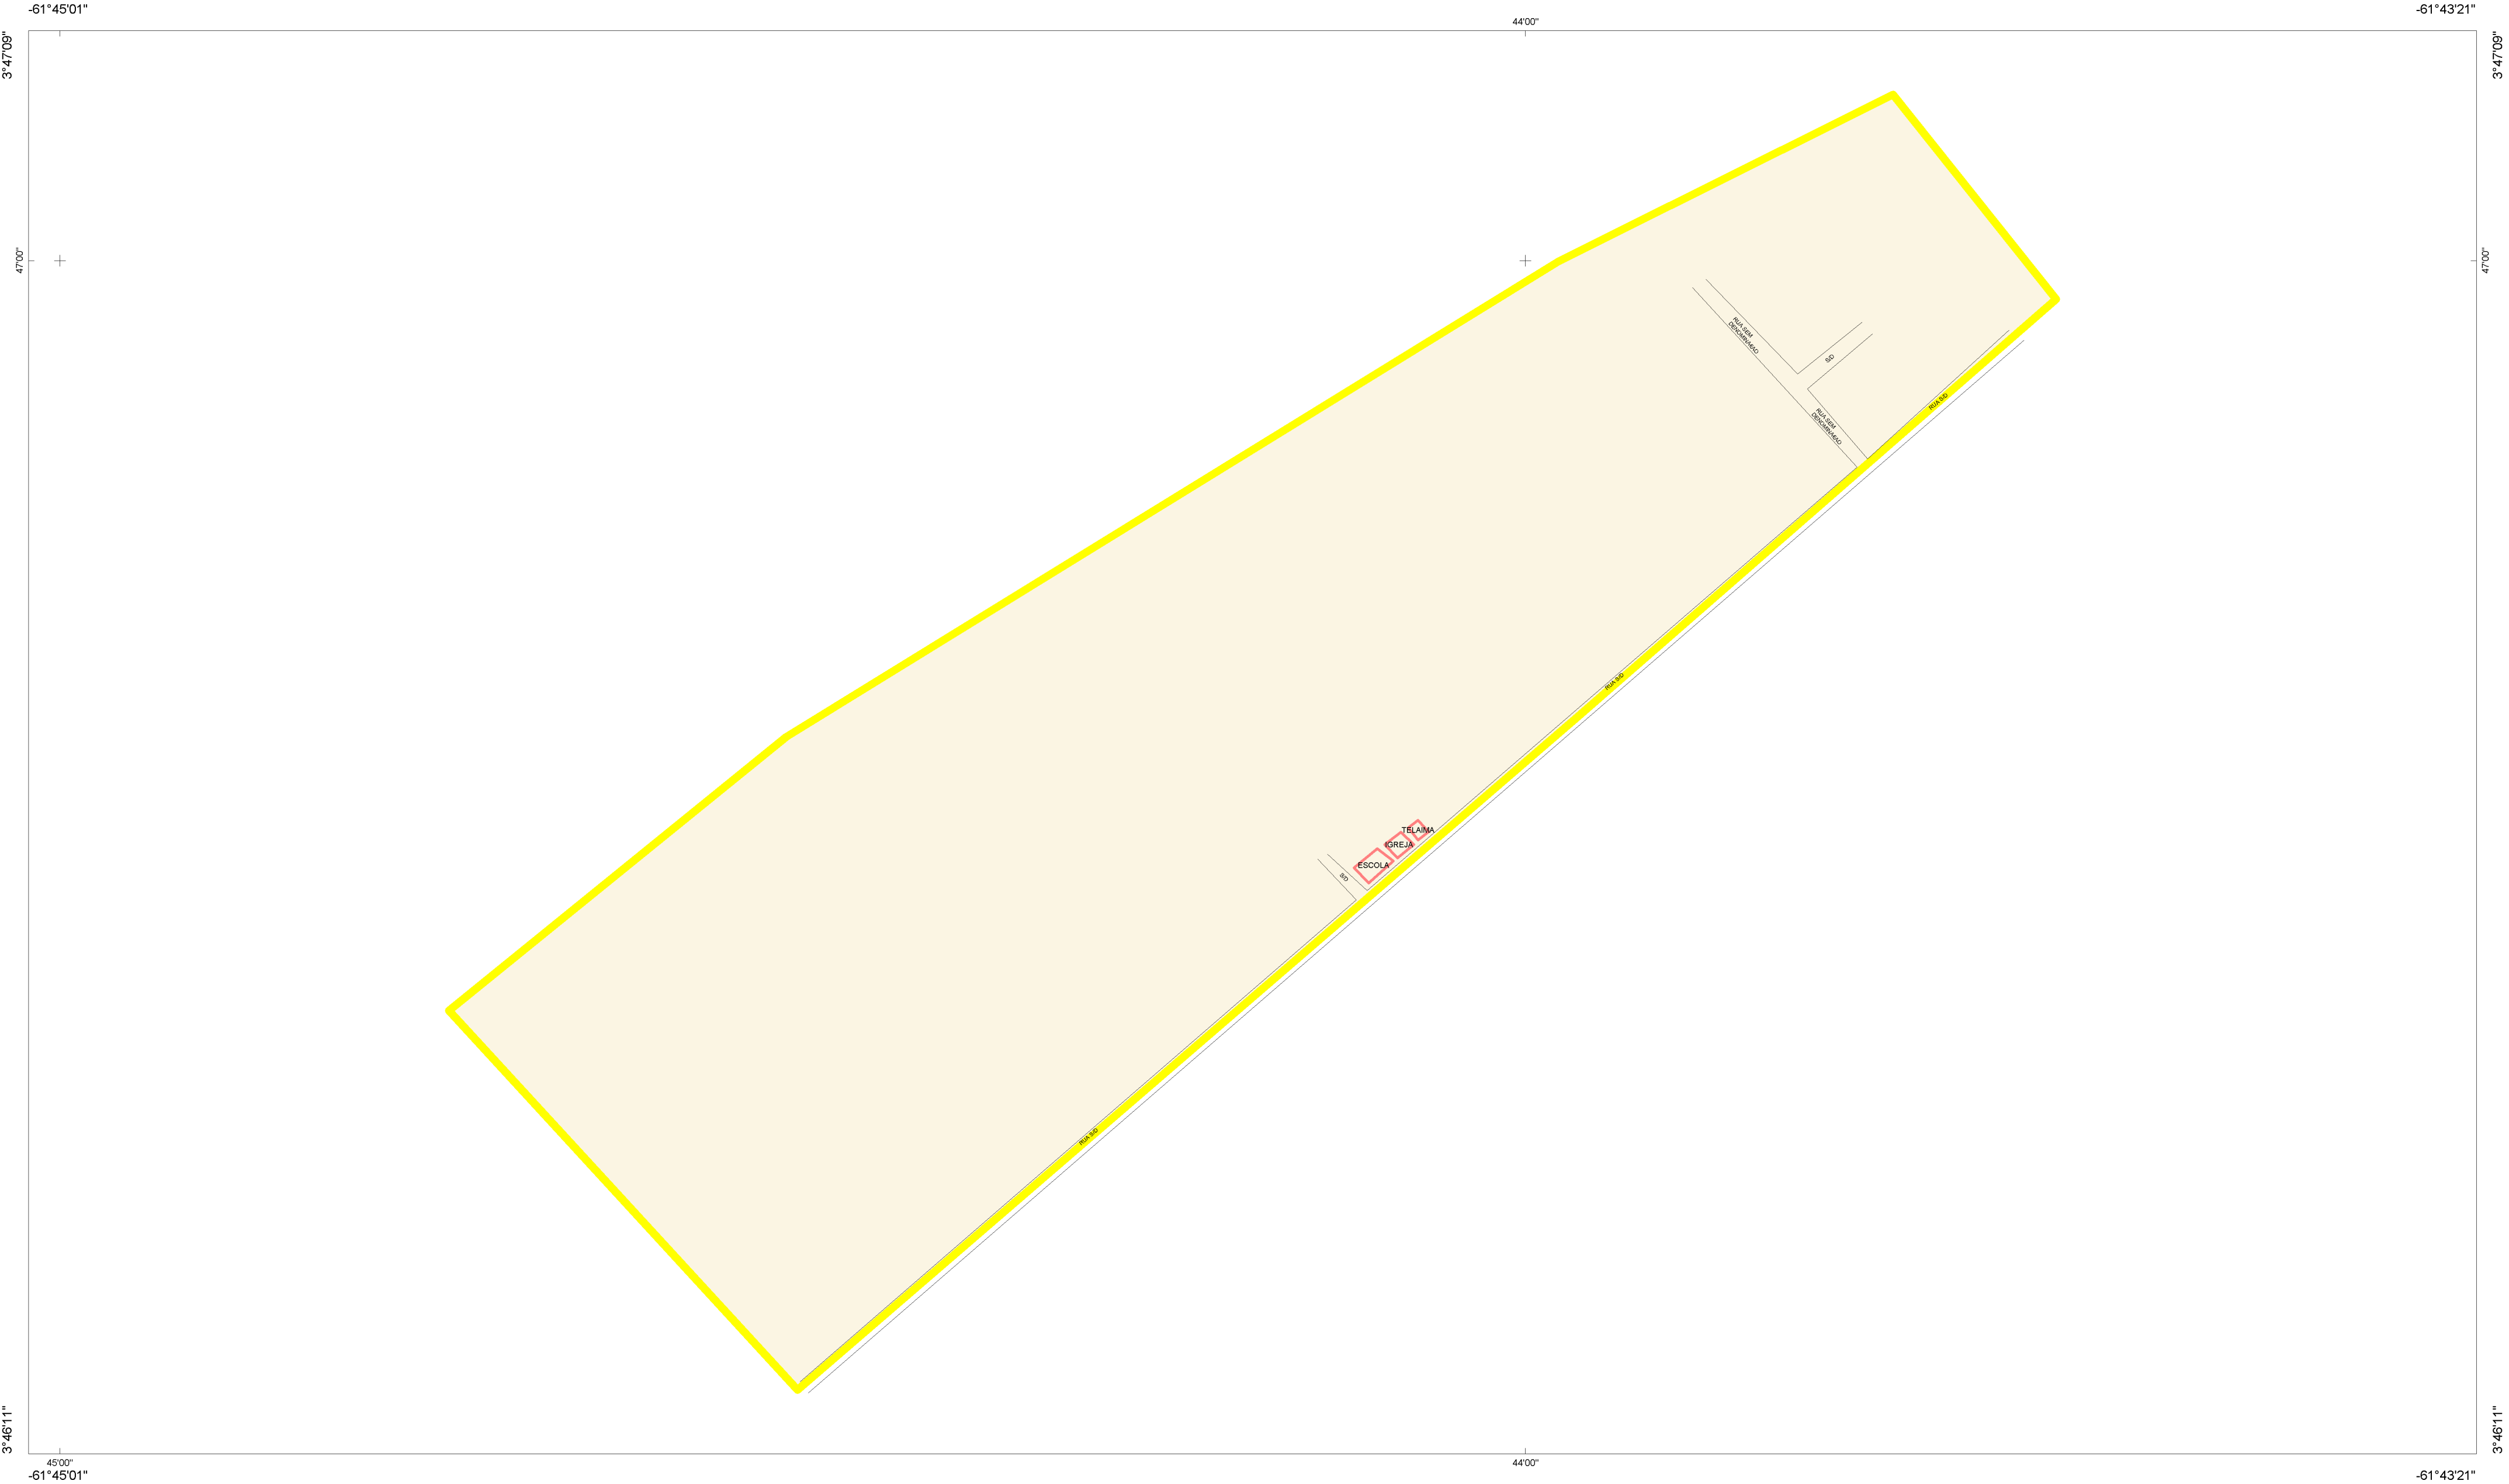 -61°45'01"
-61°43'21"
44'00"
3°47'09"
3°47'09"
47'00"
47'00"
RUA SEM
DENOMINAÇAO
S/D
RUA S/D
RUA SEM
DENOMINAÇAO
RUA S/D
TELAIMA
IGREJA
ESCOLA
S/D
RUA S/D
3°46'11"
3°46'11"
45'00"
44'00"
-61°45'01"
-61°43'21"